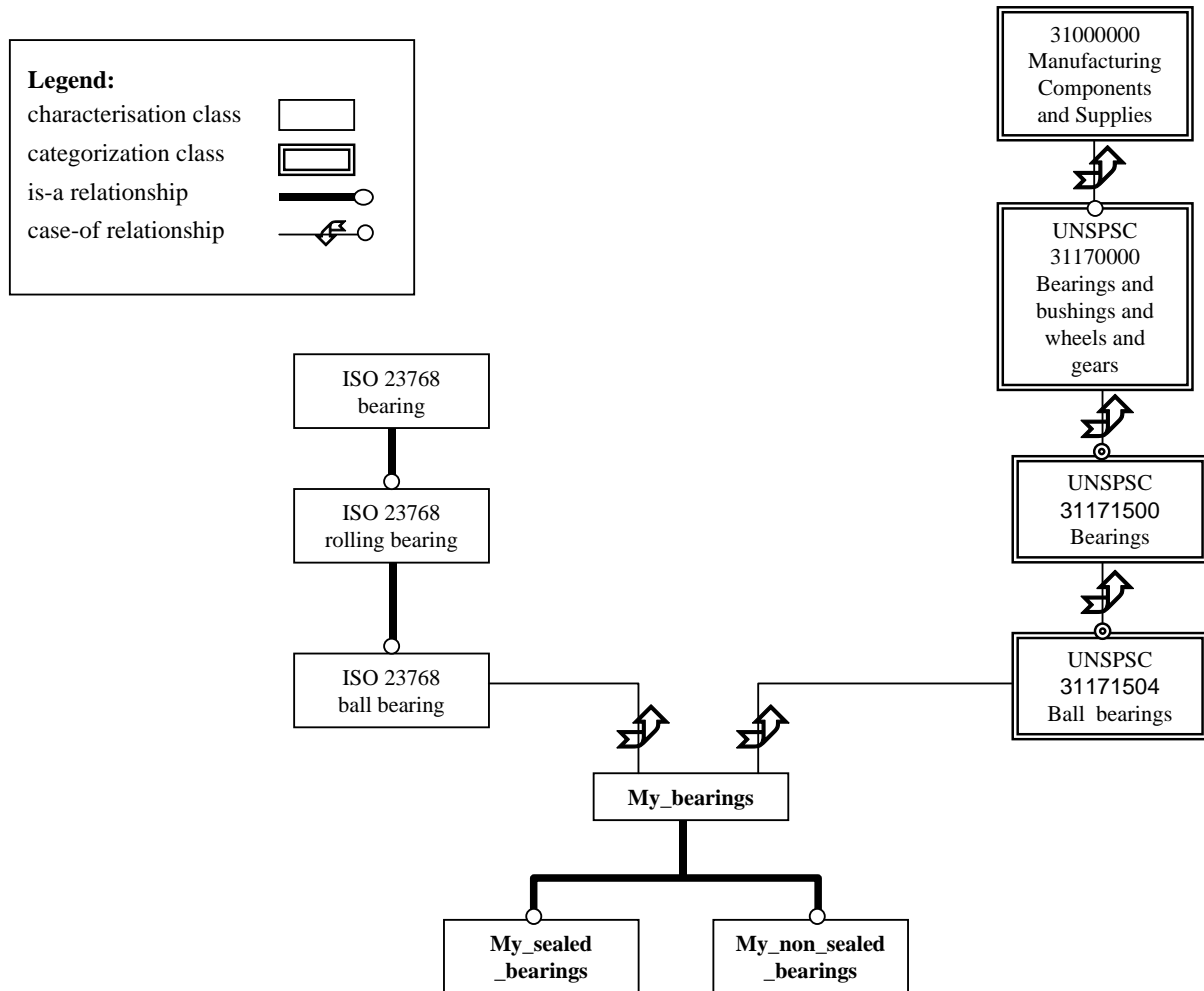 Legend:
characterisation class
categorization class
is-a relationship
case-of relationship
31000000
Manufacturing
Components
and Supplies
UNSPSC
31170000
Bearings and
bushings and
wheels and
gears
ISO 23768
bearing
ISO 23768
rolling bearing
ISO 23768
ball bearing
UNSPSC
31171500
Bearings
UNSPSC
31171504
Ball bearings
My_bearings
My_sealed
_bearings
My_non_sealed
_bearings